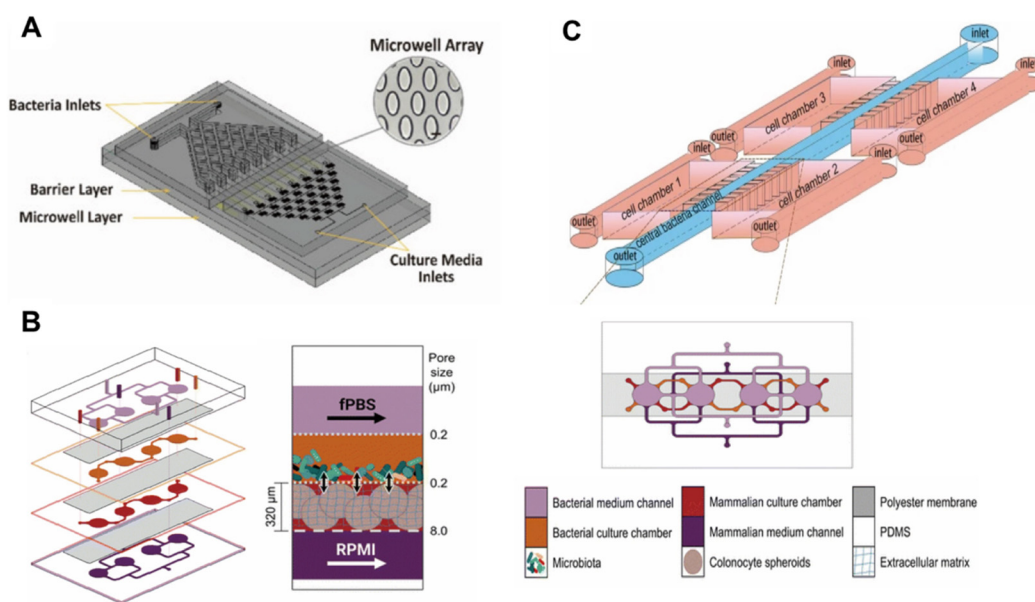 A
Microwell Array
Bacteria Inlets
Barrier Layer
Microwell Layer
Culture Media
Inlets
C
inlet
inlet
inlet
cell chamber 3
cell chamber 4
outlet
outlet
inlet
inlet
cell chamber 1
cell chamber 2
central bacteria channel
outlet
outlet
outlet
B
Pore
size
(µm)
fPBS
0.2
0.2
320 µm
8.0
RPMI
Bacterial medium channel
Mammalian culture chamber
Polyester membrane
Bacterial culture chamber
Mammalian medium channel
PDMS
Microbiota
Colonocyte spheroids
Extracellular matrix